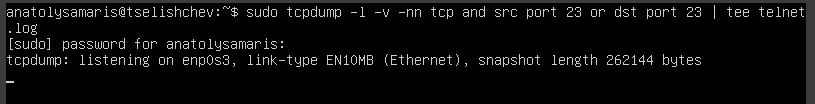 anatolysamaris@tselishchev:~$ sudo tcpdump -l -v -nn tcp and src port 23 or dst port 23 | tee telnet
.log
[sudo] password for anatolysamaris:
tcpdump: listening on enp0s3, link-type EN10MB (Ethernet), snapshot length 262144 bytes